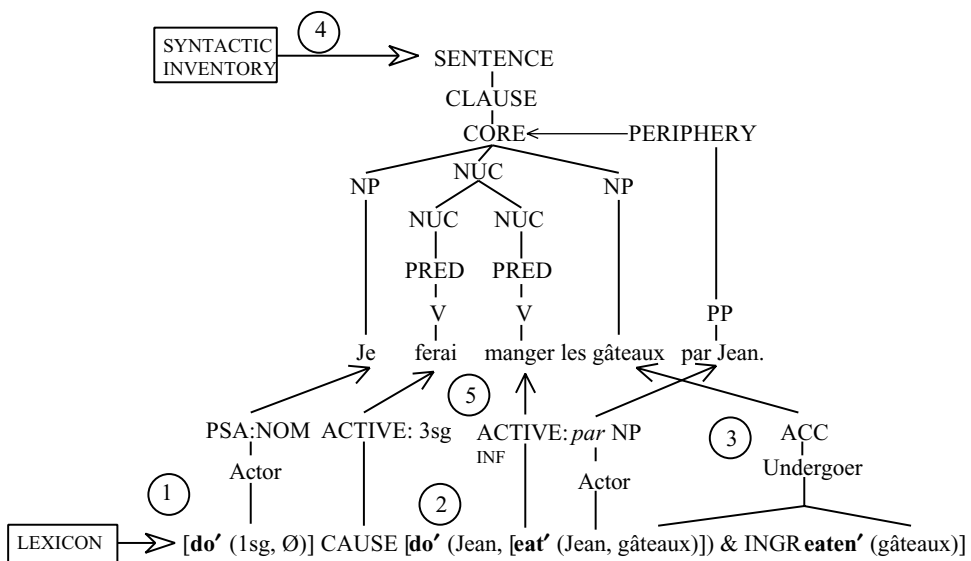 SYNTACTIC INVENTORY 4 SENTENCE
CLAUSE
CORE PERIPHERY
NUC
NP NP
NUC NUC
PRED PRED
V V PP
Je ferai manger les gâteaux par Jean.
5
PSA:NOM ACTIVE: 3sg ACTIVE: par NP 3 ACC
INF
Actor Actor Undergoer
1 2
LEXICON [do′ (1sg, Ø)] CAUSE [do′ (Jean, [eat′ (Jean, gâteaux)]) & INGR eaten′ (gâteaux)]